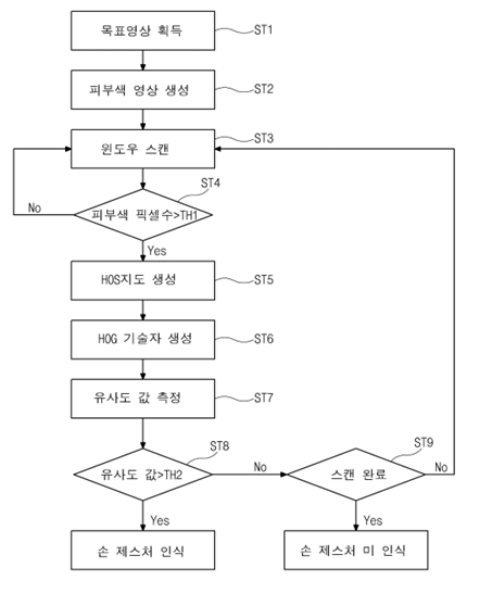 목표영상 획득
ST1
피부색 영상 생성
ST2
윈도우 스캔
ST3
ST4
피부색 픽셀수>TH1
No
Yes
HOS지도 생성
ST5
HOG 기술자 생성
ST6
유사도 값 측정
ST7
ST8
유사도 값>TH2
No
ST9
스캔 완료
No
Yes
Yes
손 제스처 인식
손 제스처 미 인식